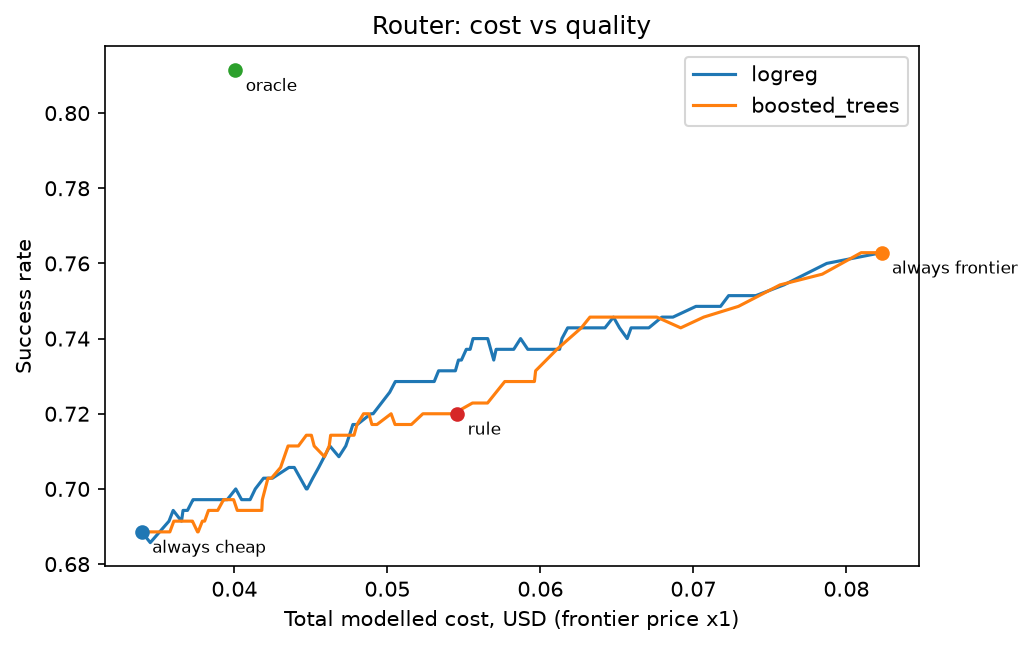 Router: cost vs quality
logreg
boosted_trees
oracle
rule
always cheap
always frontier
Success rate
0.80
0.78
0.76
0.74
0.72
0.70
0.68
0.04
0.05
0.06
0.07
0.08
Total modelled cost, USD (frontier price x1)